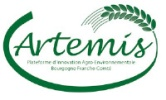 Artemis
Plateforme d'Innovation Agro-Environnementale
Bourgogne Franche-Comté